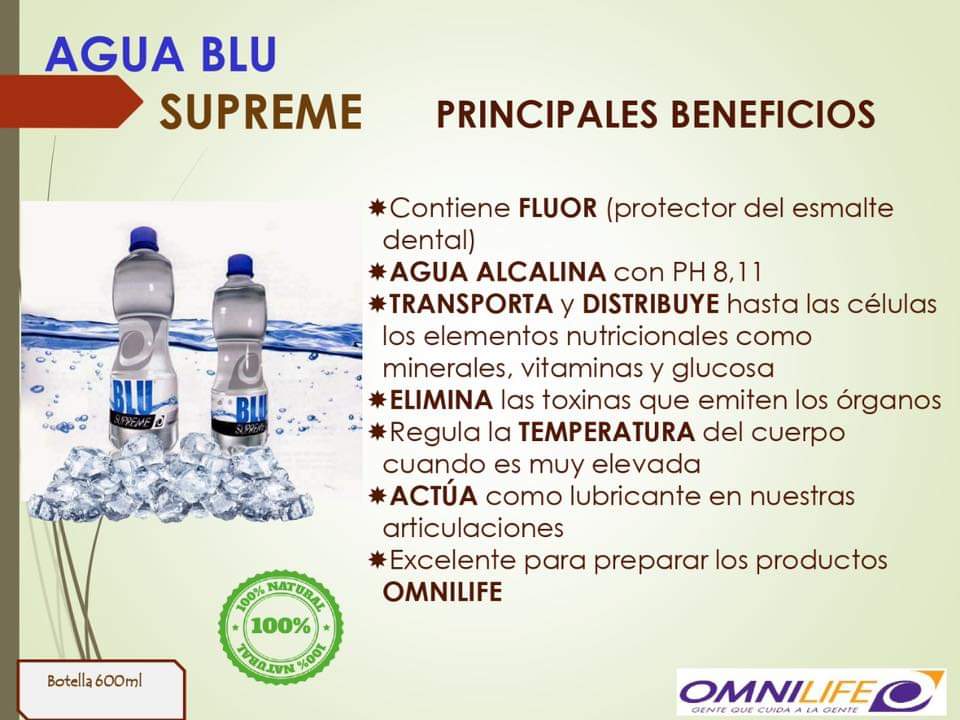 AGUA BLU
SUPREME
PRINCIPALES BENEFICIOS
✷Contiene FLUOR (protector del esmalte
dental)
✷AGUA ALCALINA con PH 8,11
✷TRANSPORTA y DISTRIBUYE hasta las células
los elementos nutricionales como
minerales, vitaminas y glucosa
✷ELIMINA las toxinas que emiten los órganos
✷Regula la TEMPERATURA del cuerpo
cuando es muy elevada
✷ACTÚA como lubricante en nuestras
articulaciones
✷Excelente para preparar los productos
OMNILIFE
BLU
SUPREME
BLU
SUPREME
100% NATURAL
100%
100% NATURAL
Botella 600ml
OMNILIFE
GENTE QUE CUIDA A LA GENTE